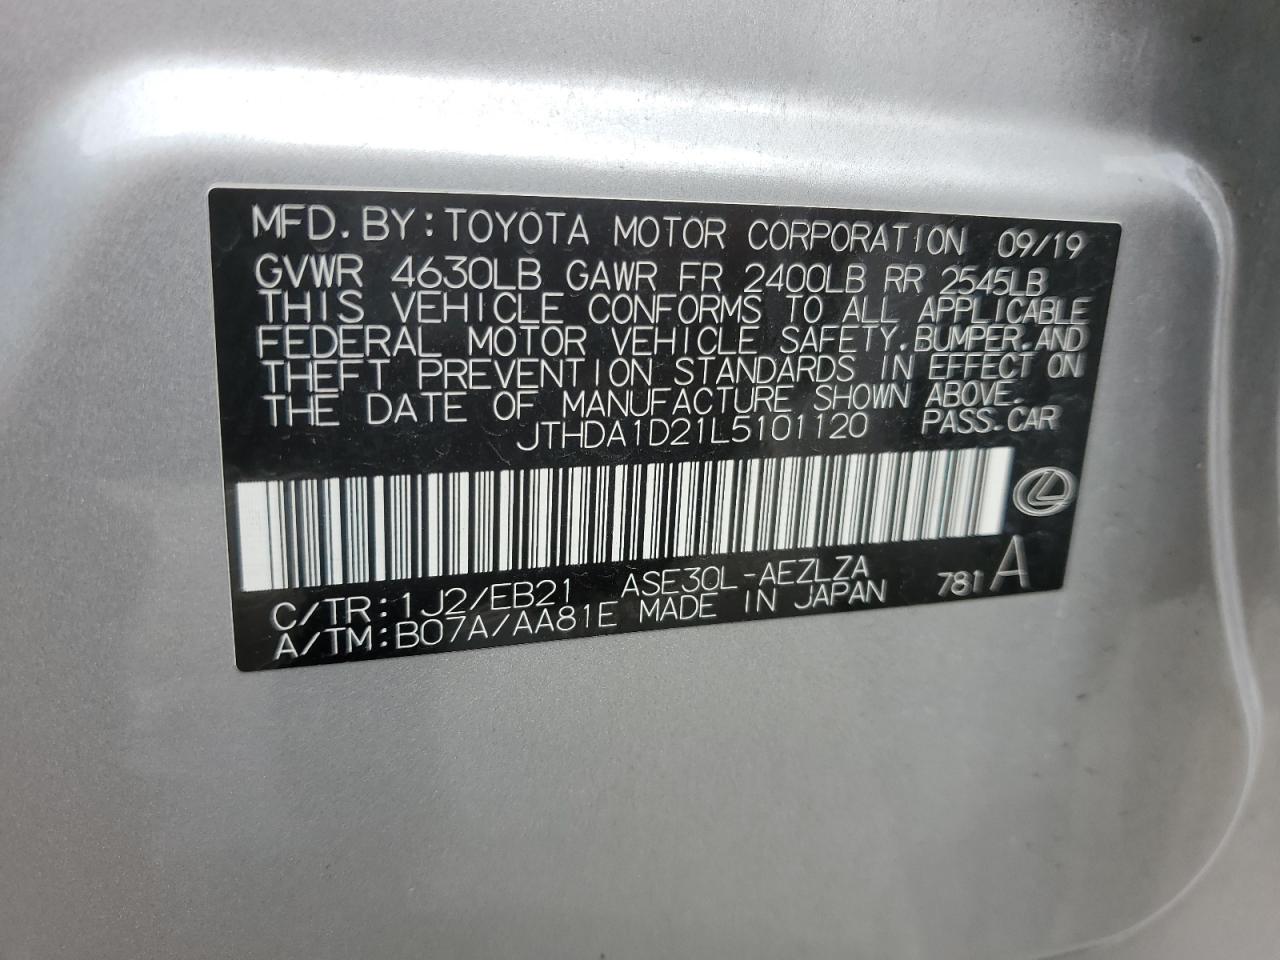 MFD.BY:TOYOTA MOTOR CORPORATION 09/19
GVWR 4630LB GAWR FR 2400LB RR 2545LB
THIS VEHICLE CONFORMS TO ALL APPLICABLE
FEDERAL MOTOR VEHICLE SAFETY,BUMPER,AND
THEFT PREVENTION STANDARDS IN EFFECT ON
THE DATE OF MANUFACTURE SHOWN ABOVE.
JTHDA1D21L5101120 PASS.CAR
C/TR:1J2/EB21 ASE30L-AEZLZA
A/TM:B07A/AA81E MADE IN JAPAN 781A